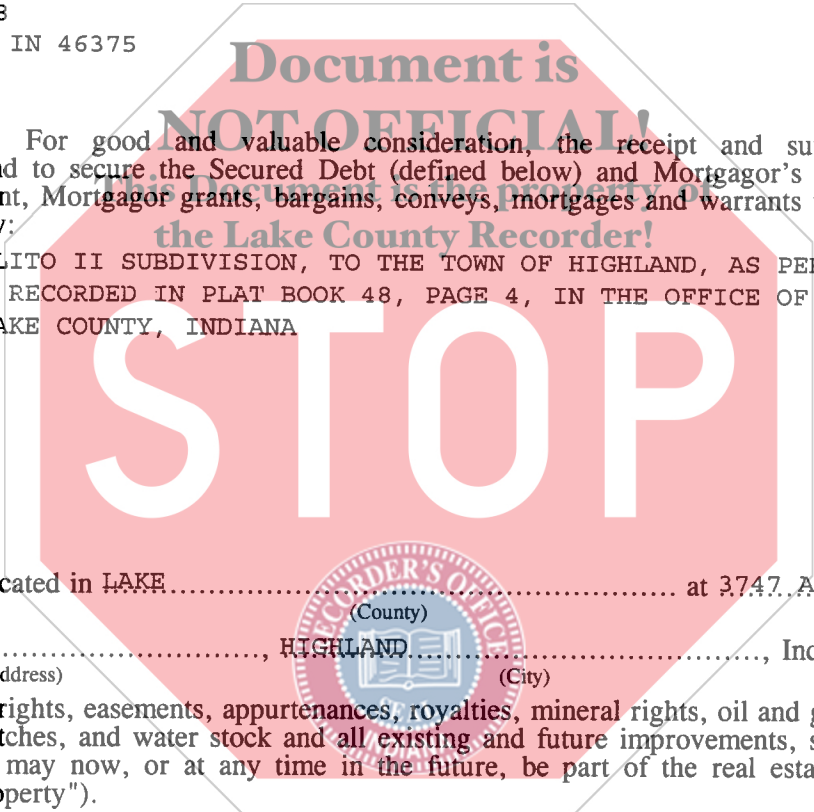 8
IN 46375
Document is
NOT OFFICIAL!
For good and valuable consideration, the receipt and su
nd to secure the Secured Debt (defined below) and Mortgagor's
This Document is the property of
nt, Mortgagor grants, bargains, conveys, mortgages and warrants
y:
the Lake County Recorder!
LITO II SUBDIVISION, TO THE TOWN OF HIGHLAND, AS PER
RECORDED IN PLAT BOOK 48, PAGE 4, IN THE OFFICE OF
AKE COUNTY, INDIANA
STOP
cated in LAKE at 3747 A
(County)
RECORDER'S OFFICE
, HIGHLAND , Ind
ddress) (City)
rights, easements, appurtenances, royalties, mineral rights, oil and g
tches, and water stock and all existing and future improvements, s
may now, or at any time in the future, be part of the real esta
operty").